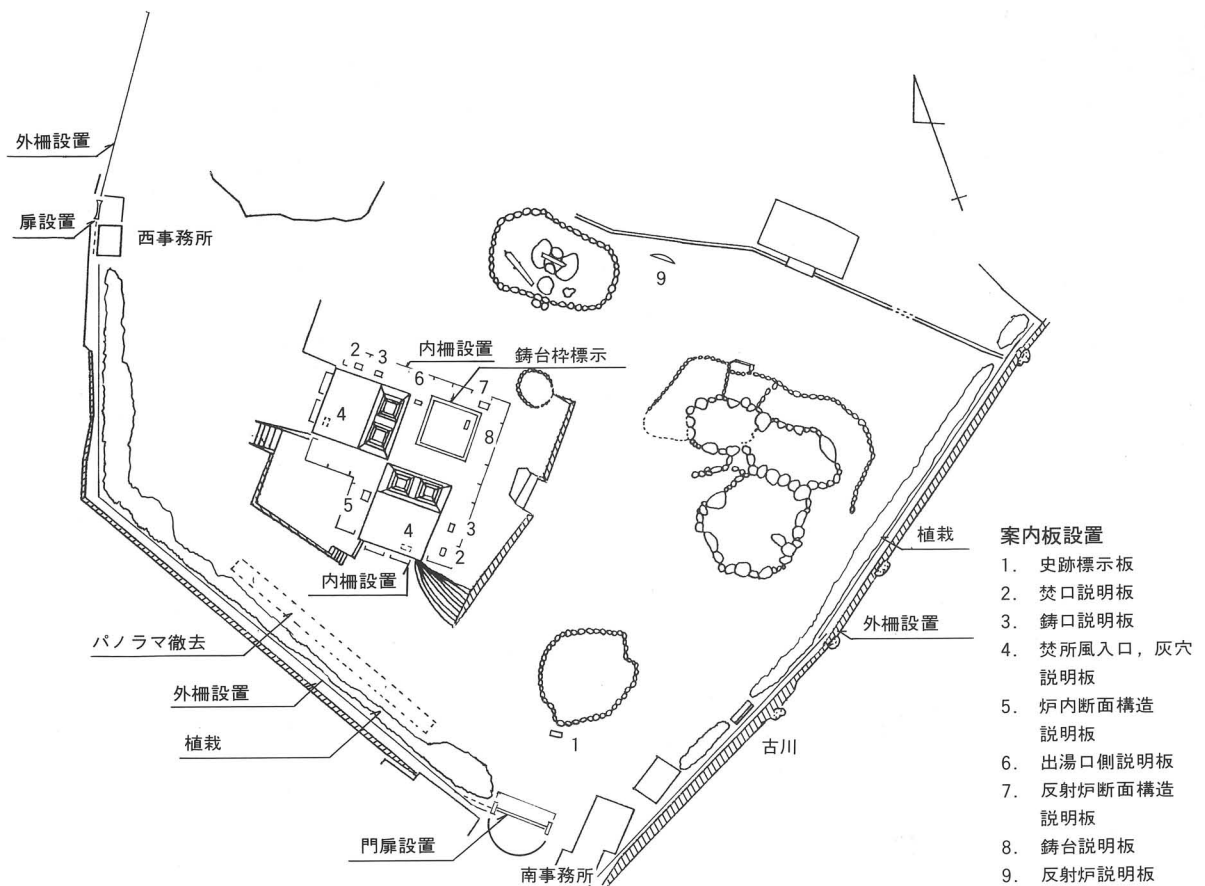 外柵設置
扉設置
西事務所
9
2 3 内柵設置
鋳台枠標示
6
7
4
8
5
4
3
2
内柵設置
パノラマ撤去
外柵設置
植栽
1
門扉設置
南事務所
古川
植栽
外柵設置
案内板設置
1. 史跡標示板
2. 焚口説明板
3. 鋳口説明板
4. 焚所風入口，灰穴
説明板
5. 炉内断面構造
説明板
6. 出湯口側説明板
7. 反射炉断面構造
説明板
8. 鋳台説明板
9. 反射炉説明板